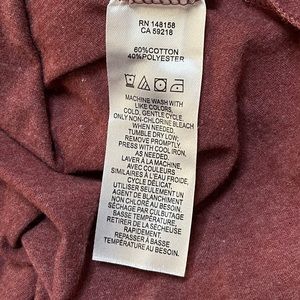 RN 148158
CA 59218
60%COTTON
40%POLYESTER
MACHINE WASH WITH
LIKE COLORS,
COLD, GENTLE CYCLE.
ONLY NON-CHLORINE BLEACH
WHEN NEEDED.
TUMBLE DRY LOW;
REMOVE PROMPTLY.
PRESS WITH COOL IRON,
AS NEEDED.
LAVER À LA MACHINE,
AVEC COULEURS
SIMILAIRES À L'EAU FROIDE,
CYCLE DÉLICAT.
UTILISER SEULEMENT UN
AGENT DE BLANCHIMENT
NON CHLORÉ AU BESOIN.
SÉCHAGE PAR CULBUTAGE
BASSE TEMPÉRATURE.
RETIRER DE LA SÉCHEUSE
RAPIDEMENT.
REPASSER À BASSE
TEMPÉRATURE AU BESOIN.